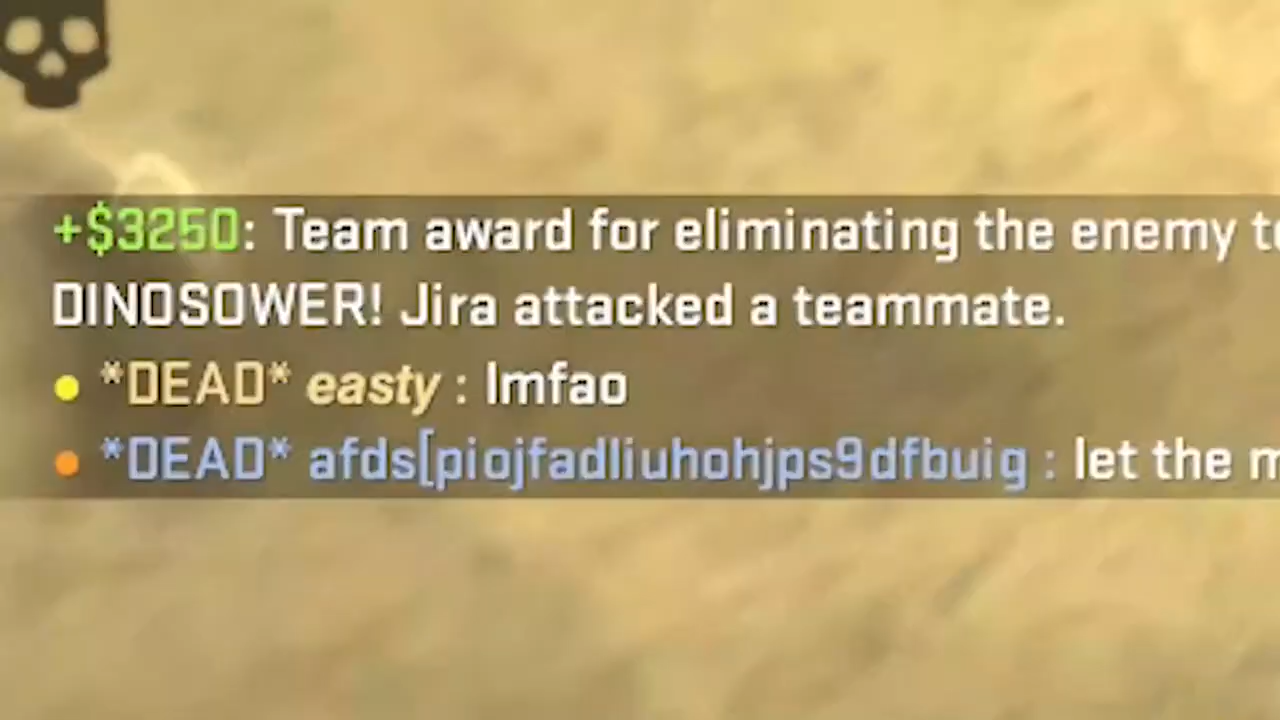 +$3250: Team award for eliminating the enemy
DINOSOWER! Jira attacked a teammate.
*DEAD* easty : lmfao
*DEAD* afds[piojfadliuhohjps9dfbuig : let the